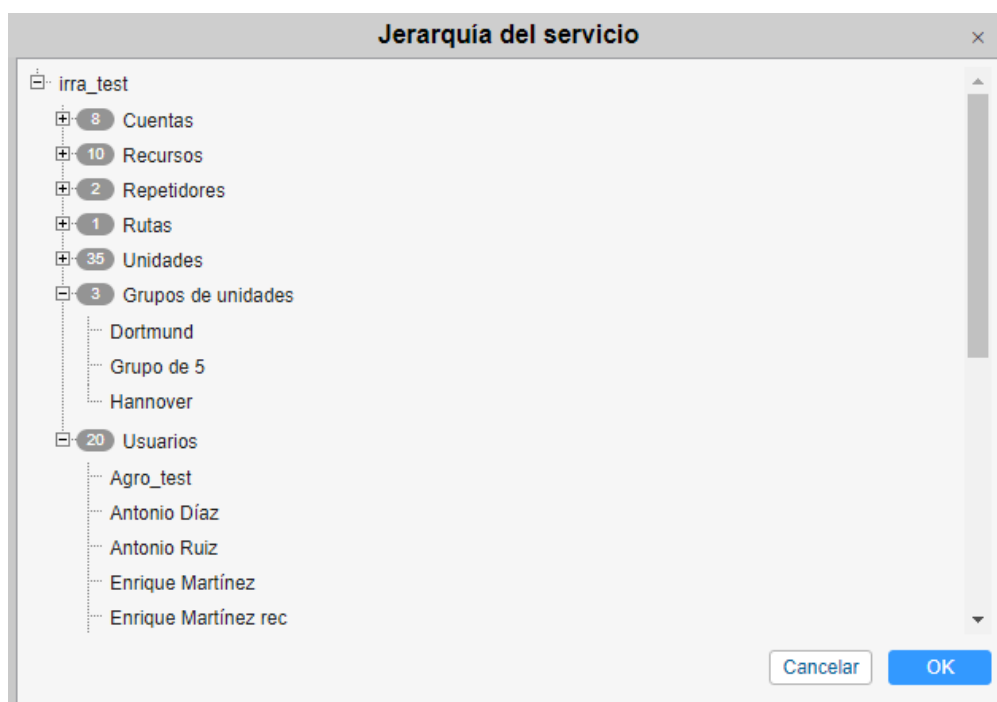 Jerarquía del servicio
×
irra_test
8 Cuentas
10 Recursos
2 Repetidores
1 Rutas
35 Unidades
3 Grupos de unidades
Dortmund
Grupo de 5
Hannover
20 Usuarios
Agro_test
Antonio Díaz
Antonio Ruiz
Enrique Martínez
Enrique Martínez rec
Cancelar OK